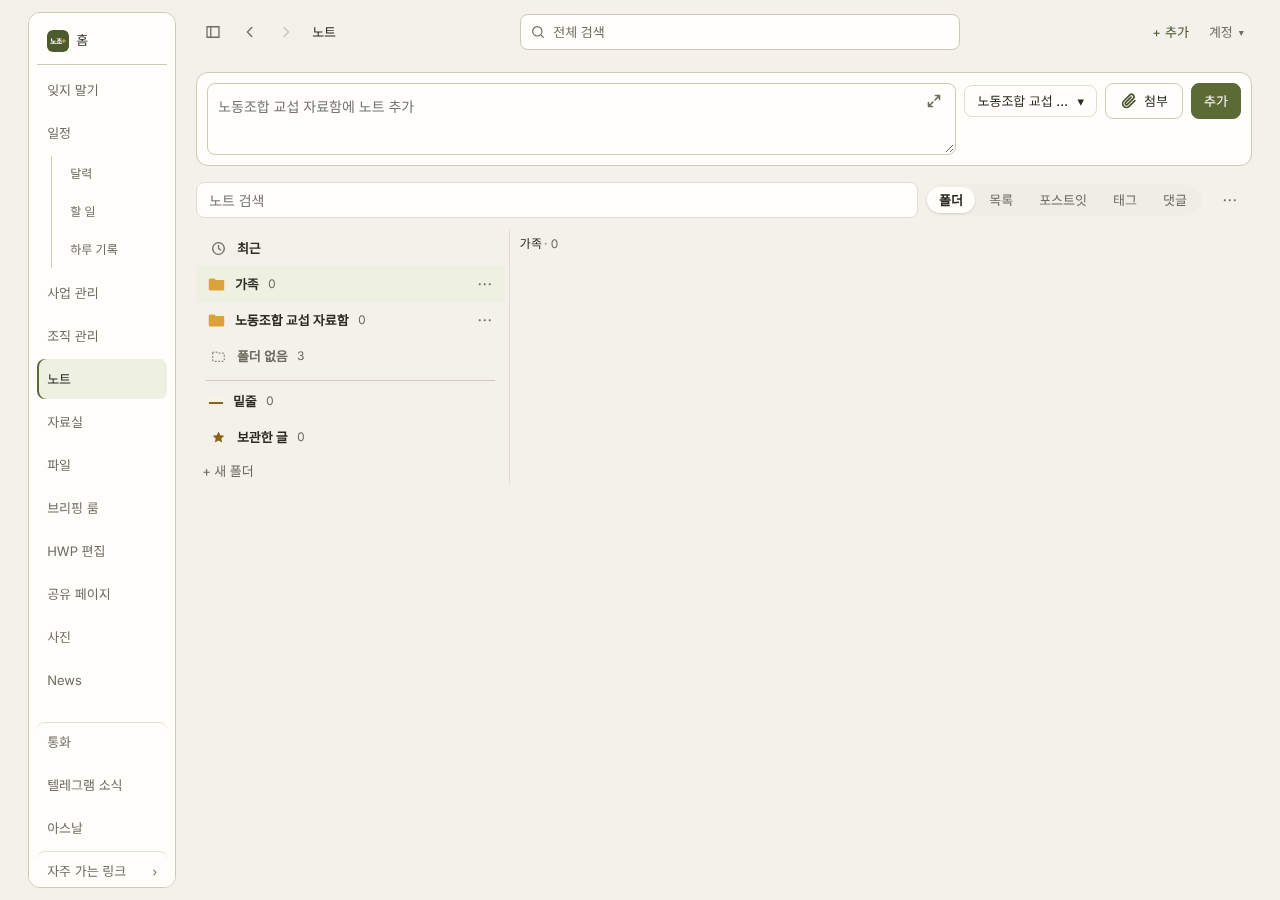 홈
잊지 말기
일정
달력
할 일
하루 기록
사업 관리
조직 관리
노트
자료실
파일
브리핑 룸
HWP 편집
공유 페이지
사진
News
통화
텔레그램 소식
아스날
자주 가는 링크 ›
노트
전체 검색
+ 추가
계정 ▾
노동조합 교섭 자료함에 노트 추가
노동조합 교섭 ... ▾
첨부
추가
노트 검색
폴더 목록 포스트잇 태그 댓글 ···
최근
가족 0 ···
노동조합 교섭 자료함 0 ···
폴더 없음 3
밑줄 0
보관한 글 0
+ 새 폴더
가족 · 0